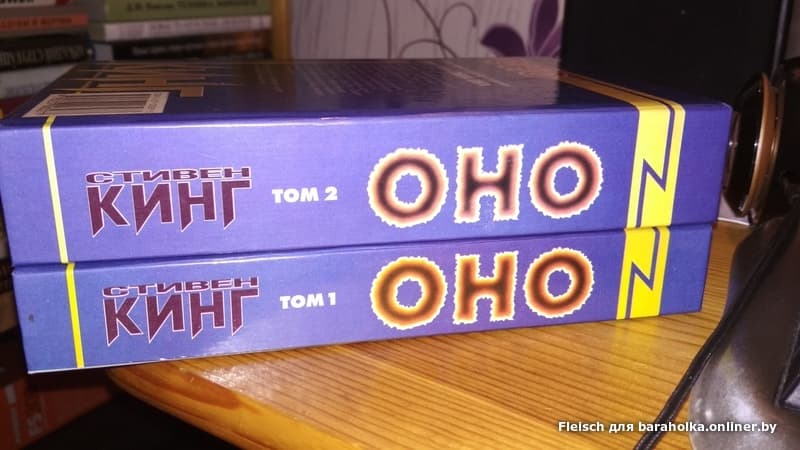 СТИВЕН
КИНГ
ТОМ 2
ОНО
СТИВЕН
КИНГ
ТОМ 1
ОНО
Fleisch для baraholka.onliner.by